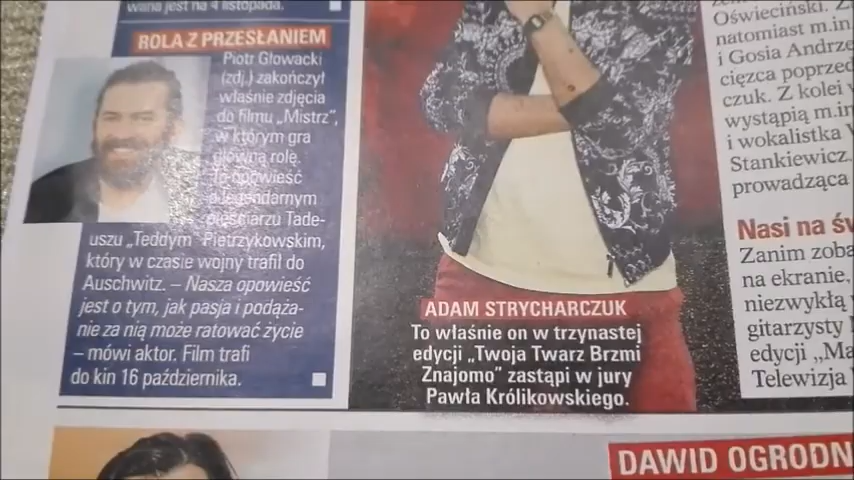 wana jest na 4 listopada.
ROLA Z PRZESŁANIEM
Piotr Głowacki
(zdj.) zakończył
właśnie zdjęcia
do filmu „Mistrz”,
w którym gra
główną rolę.
To opowieść
o legendarnym
pięściarzu Tade-
uszu „Teddym” Pietrzykowskim,
który w czasie wojny trafił do
Auschwitz. – Nasza opowieść
jest o tym, jak pasja i podąża-
nie za nią może ratować życie
– mówi aktor. Film trafi
do kin 16 października.
ADAM STRYCHARCZUK
To właśnie on w trzynastej
edycji „Twoja Twarz Brzmi
Znajomo” zastąpi w jury
Pawła Królikowskiego.
Oświeciński. Z
natomiast m.in
i Gosia Andrze
cięzca poprzed
czuk. Z kolei w
wystąpią m.in
i wokalistka
Stankiewicz.
prowadząca
Nasi na św
Zanim zoba
na ekranie,
niezwykłą
gitarzysty
edycji „Ma
Telewizja
DAWID OGRODN